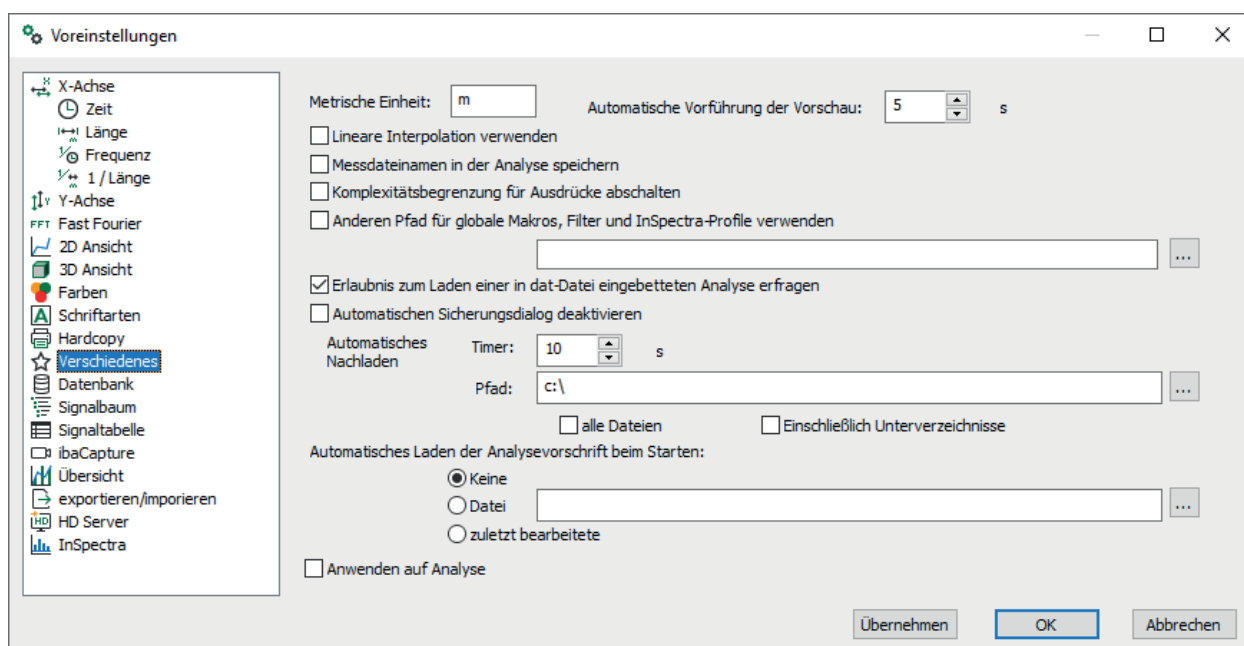 Voreinstellungen
X-Achse
Zeit
Länge
Frequenz
1 / Länge
Y-Achse
FFT Fast Fourier
2D Ansicht
3D Ansicht
Farben
Schriftarten
Hardcopy
Verschiedenes
Datenbank
Signalbaum
Signaltabelle
ibaCapture
Übersicht
exportieren/imporieren
HD Server
InSpectra
Metrische Einheit: m Automatische Vorführung der Vorschau: 5 s
Lineare Interpolation verwenden
Messdateinamen in der Analyse speichern
Komplexitätsbegrenzung für Ausdrücke abschalten
Anderen Pfad für globale Makros, Filter und InSpectra-Profile verwenden
...
Erlaubnis zum Laden einer in dat-Datei eingebetteten Analyse erfragen
Automatischen Sicherungsdialog deaktivieren
Automatisches Nachladen
Timer: 10 s
Pfad: c:\ ...
alle Dateien Einschließlich Unterverzeichnisse
Automatisches Laden der Analysevorschrift beim Starten:
Keine
Datei ...
zuletzt bearbeitete
Anwenden auf Analyse
Übernehmen OK Abbrechen